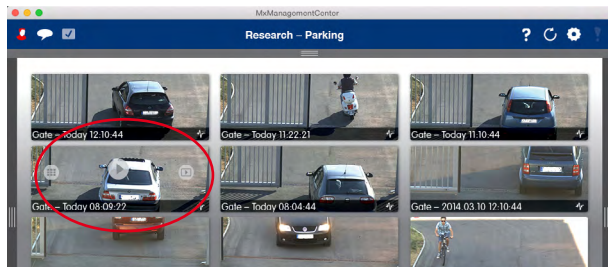 MxManagementCenter
Research – Parking
?
Gate – Today 12:10:44
Gate – Today 11.22.21
Gate – Today 11:10:44
Gate – Today 08:09:22
Gate – Today 08:04:44
Gate – 2014.03.10 12:10:44